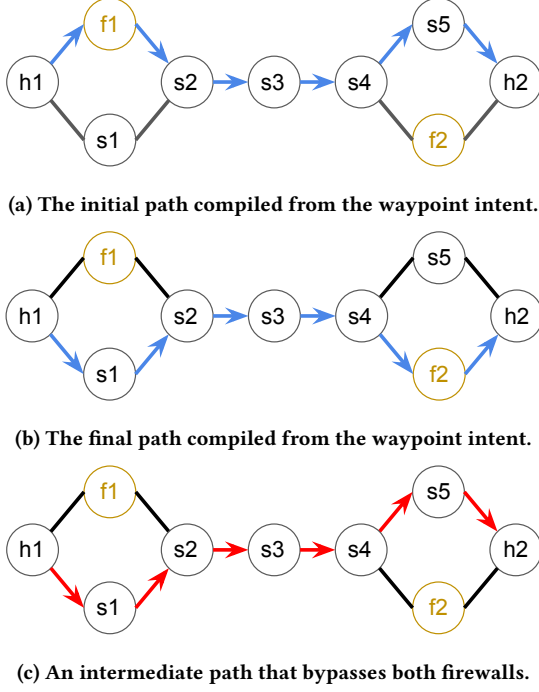 f1
s5
h1
s2
s3
s4
h2
s1
f2
(a) The initial path compiled from the waypoint intent.
f1
s5
h1
s2
s3
s4
h2
s1
f2
(b) The final path compiled from the waypoint intent.
f1
s5
h1
s2
s3
s4
h2
s1
f2
(c) An intermediate path that bypasses both firewalls.